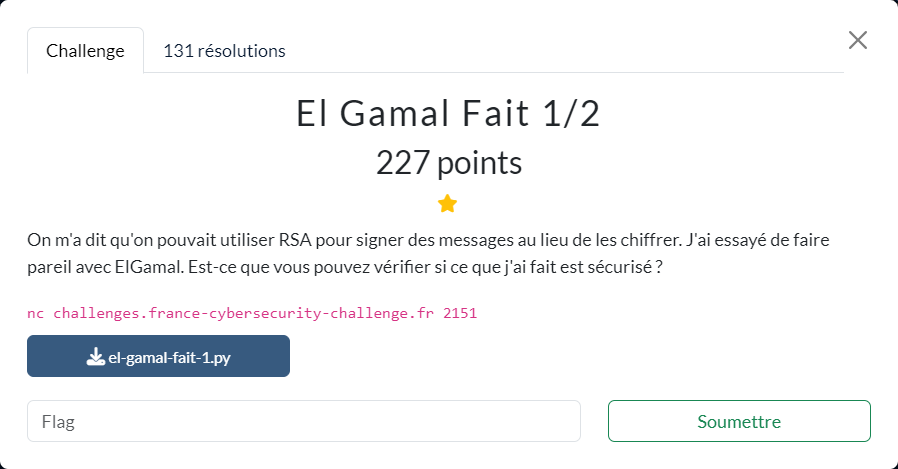 Challenge
131 résolutions
El Gamal Fait 1/2
227 points
On m'a dit qu'on pouvait utiliser RSA pour signer des messages au lieu de les chiffrer. J'ai essayé de faire
pareil avec ElGamal. Est-ce que vous pouvez vérifier si ce que j'ai fait est sécurisé ?
nc challenges.france-cybersecurity-challenge.fr 2151
el-gamal-fait-1.py
Flag
Soumettre